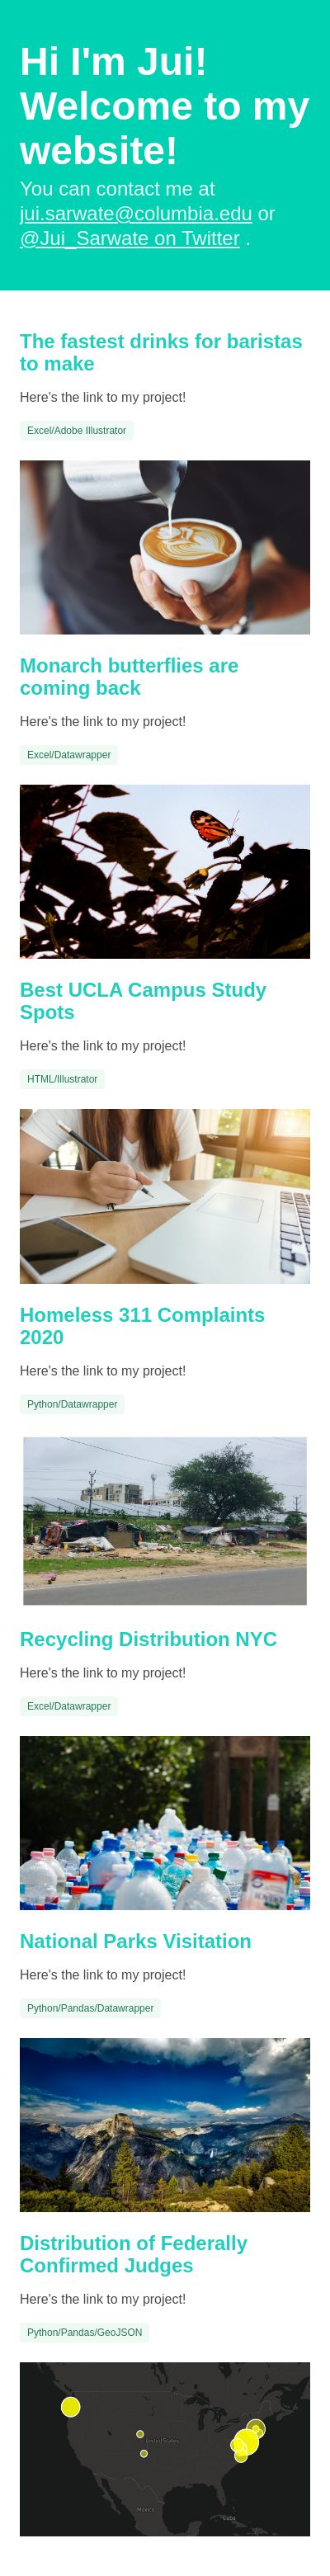 Hi I'm Jui!
Welcome to my
website!
You can contact me at
jui.sarwate@columbia.edu or
@Jui_Sarwate on Twitter .
The fastest drinks for baristas
to make
Here's the link to my project!
Excel/Adobe Illustrator
Monarch butterflies are
coming back
Here's the link to my project!
Excel/Datawrapper
Best UCLA Campus Study
Spots
Here's the link to my project!
HTML/Illustrator
Homeless 311 Complaints
2020
Here's the link to my project!
Python/Datawrapper
Recycling Distribution NYC
Here's the link to my project!
Excel/Datawrapper
National Parks Visitation
Here's the link to my project!
Python/Pandas/Datawrapper
Distribution of Federally
Confirmed Judges
Here's the link to my project!
Python/Pandas/GeoJSON
United States
Mexico
Cuba